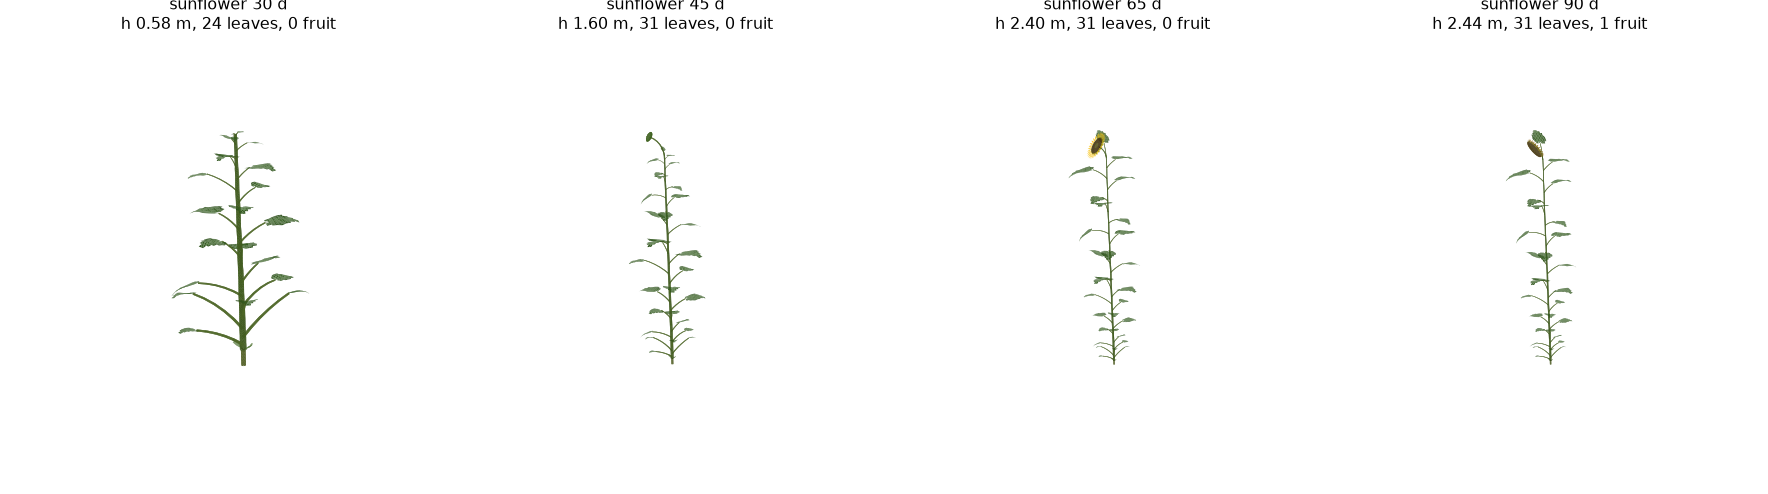 sunflower 30 d
h 0.58 m, 24 leaves, 0 fruit
sunflower 45 d
h 1.60 m, 31 leaves, 0 fruit
sunflower 65 d
h 2.40 m, 31 leaves, 0 fruit
sunflower 90 d
h 2.44 m, 31 leaves, 1 fruit